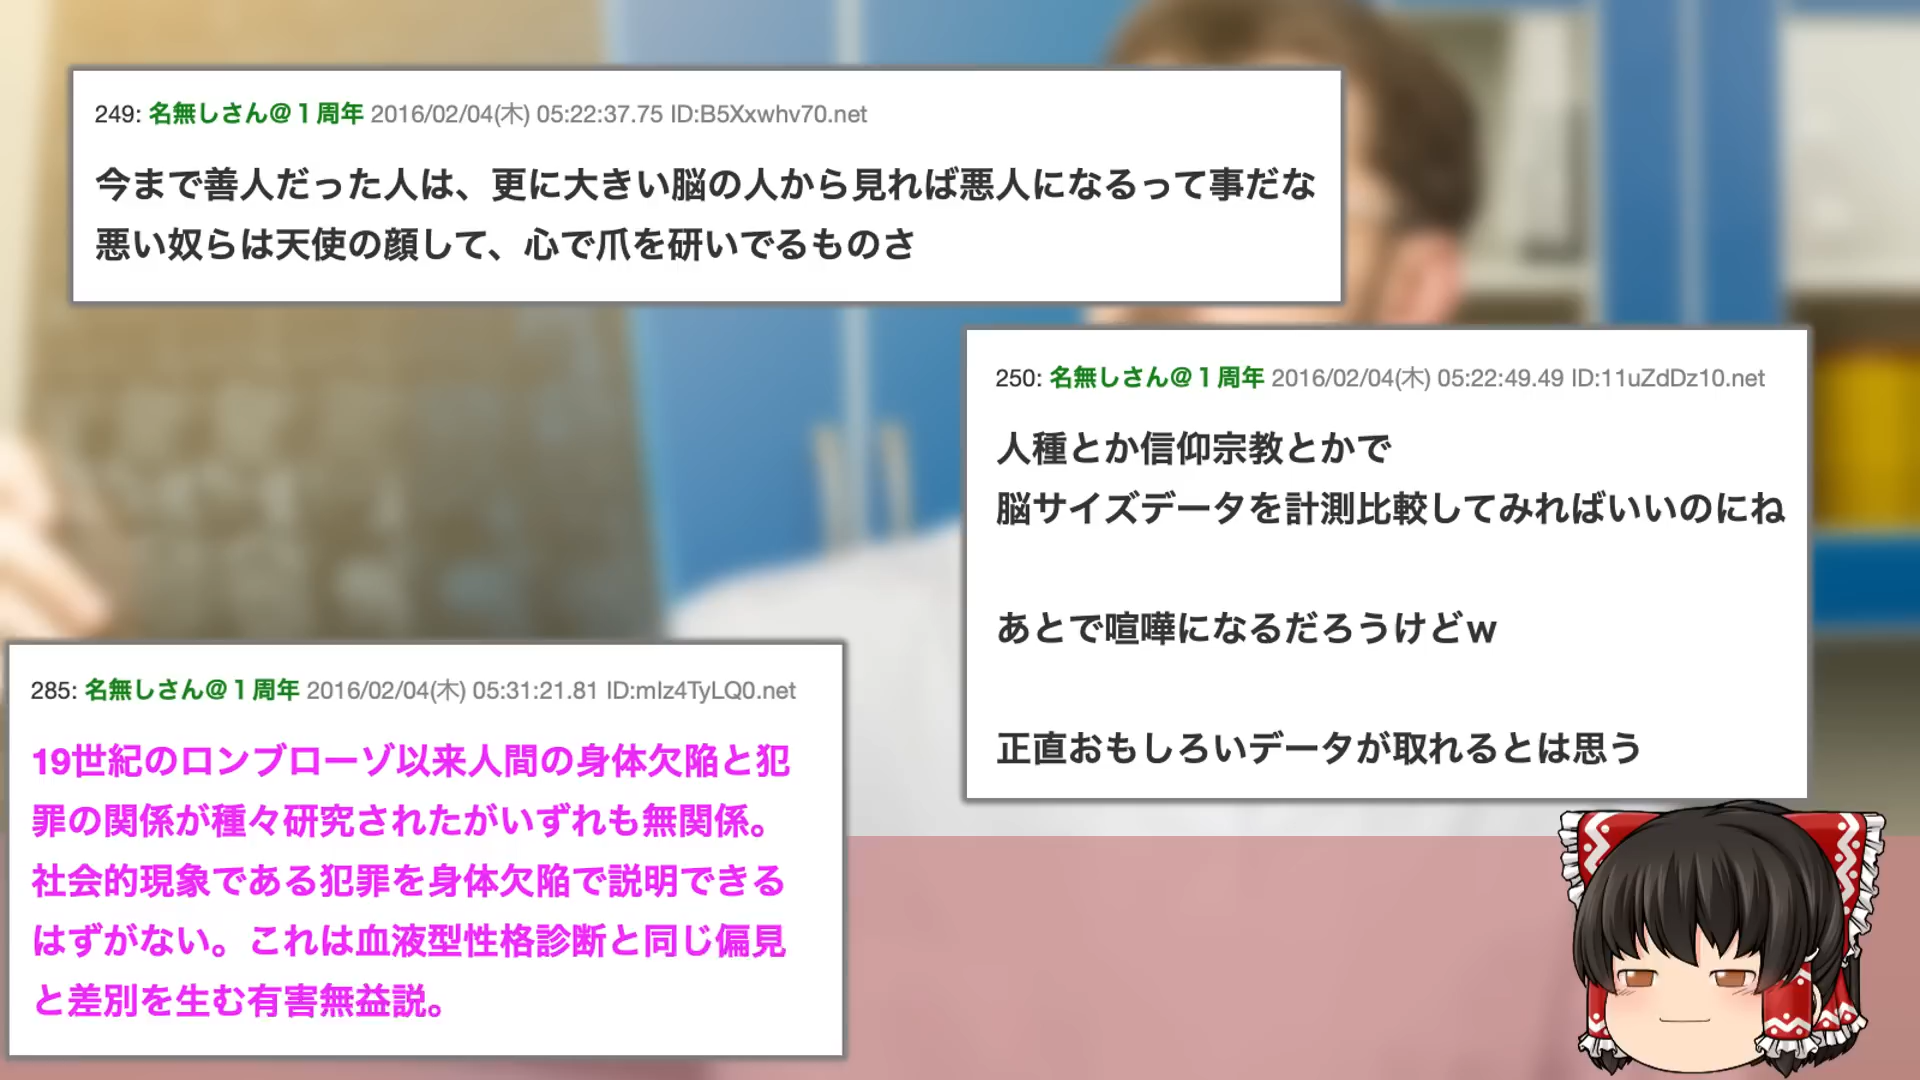 249: 名無しさん@1周年 2016/02/04(木) 05:22:37.75 ID:B5Xxwhv70.net
今まで善人だった人は、更に大きい脳の人から見れば悪人になるって事だな
悪い奴らは天使の顔して、心で爪を研いでるものさ
250: 名無しさん@1周年 2016/02/04(木) 05:22:49.49 ID:11uZdDz10.net
人種とか信仰宗教とかで
脳サイズデータを計測比較してみればいいのにね
あとで喧嘩になるだろうけどw
正直おもしろいデータが取れるとは思う
285: 名無しさん@1周年 2016/02/04(木) 05:31:21.81 ID:mIz4TyLQ0.net
19世紀のロンブローゾ以来人間の身体欠陥と犯
罪の関係が種々研究されたがいずれも無関係。
社会的現象である犯罪を身体欠陥で説明できる
はずがない。これは血液型性格診断と同じ偏見
と差別を生む有害無益説。